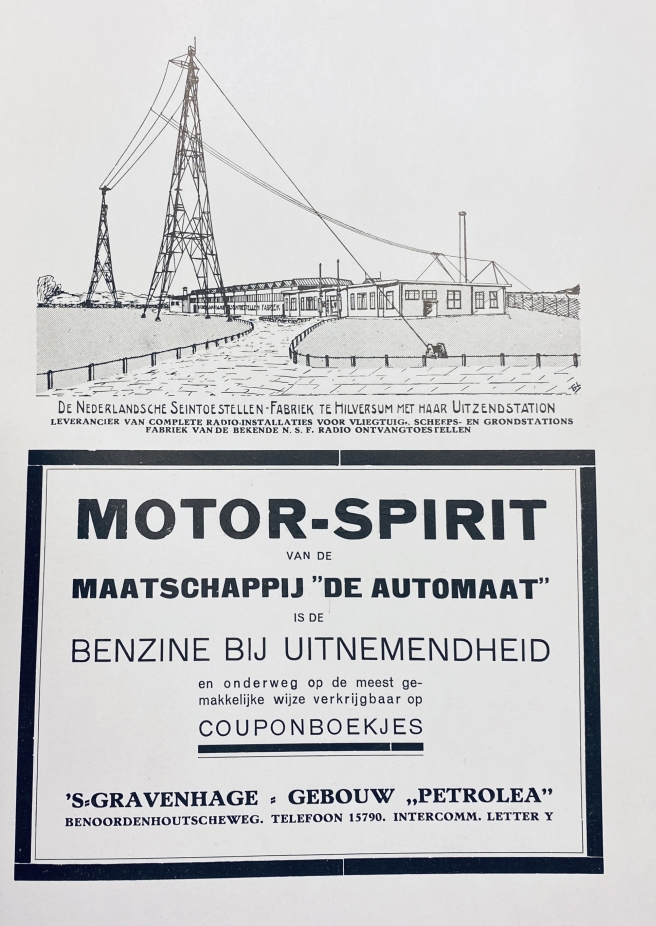 DE NEDERLANDSCHE SEINTOESTELLEN-FABRIEK TE HILVERSUM MET HAAR UITZENDSTATION
LEVERANCIER VAN COMPLETE RADIO-INSTALLATIES VOOR VLIEGTUIG-, SCHEEPS- EN GRONDSTATIONS
FABRIEK VAN DE BEKENDE N. S. F. RADIO ONTVANGTOESTELLEN
MOTOR-SPIRIT
VAN DE
MAATSCHAPPIJ "DE AUTOMAAT"
IS DE
BENZINE BIJ UITNEMENDHEID
en onderweg op de meest ge-
makkelijke wijze verkrijgbaar op
COUPONBOEKJES
'S-GRAVENHAGE - GEBOUW „PETROLEA"
BENOORDENHOUTSCHEWEG. TELEFOON 15790. INTERCOMM. LETTER Y